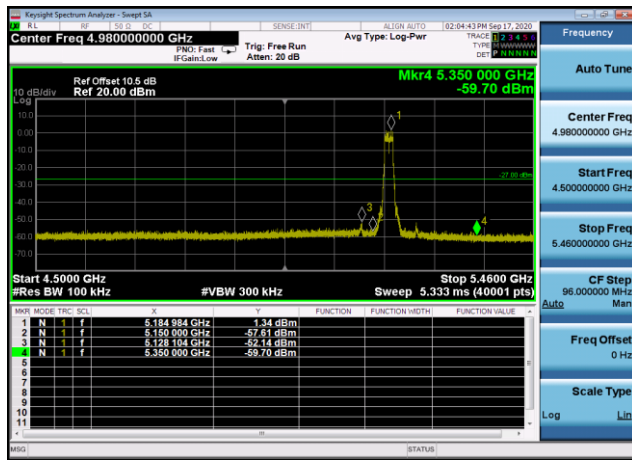 Keysight Spectrum Analyzer - Swept SA
RL RF 50 Ω DC SENSE:INT ALIGN AUTO 02:04:43 PM Sep 17, 2020
Center Freq 4.980000000 GHz
PNO: Fast
IFGain:Low
Trig: Free Run
Atten: 20 dB
Avg Type: Log-Pwr
TRACE 1 2 3 4 5 6
TYPE M W W W W W
DET P N N N N N
Frequency
Auto Tune
Center Freq
4.980000000 GHz
Start Freq
4.500000000 GHz
Stop Freq
5.460000000 GHz
CF Step
96.000000 MHz
Auto Man
Freq Offset
0 Hz
Scale Type
Log Lin
Ref Offset 10.5 dB
10 dB/div Ref 20.00 dBm
Log
Mkr4 5.350 000 GHz
-59.70 dBm
10.0
0.00
-10.0
-20.0
-30.0
-40.0
-50.0
-60.0
-70.0
-27.00 dBm
1
3
4
Start 4.5000 GHz
Stop 5.4600 GHz
#Res BW 100 kHz
#VBW 300 kHz
Sweep 5.333 ms (40001 pts)
MKR MODE TRC SCL X Y FUNCTION FUNCTION WIDTH FUNCTION VALUE
1 N 1 f 5.184 984 GHz 1.34 dBm
2 N 1 f 5.150 000 GHz -57.61 dBm
3 N 1 f 5.128 104 GHz -52.14 dBm
4 N 1 f 5.350 000 GHz -59.70 dBm
5
6
7
8
9
10
11
MSG STATUS